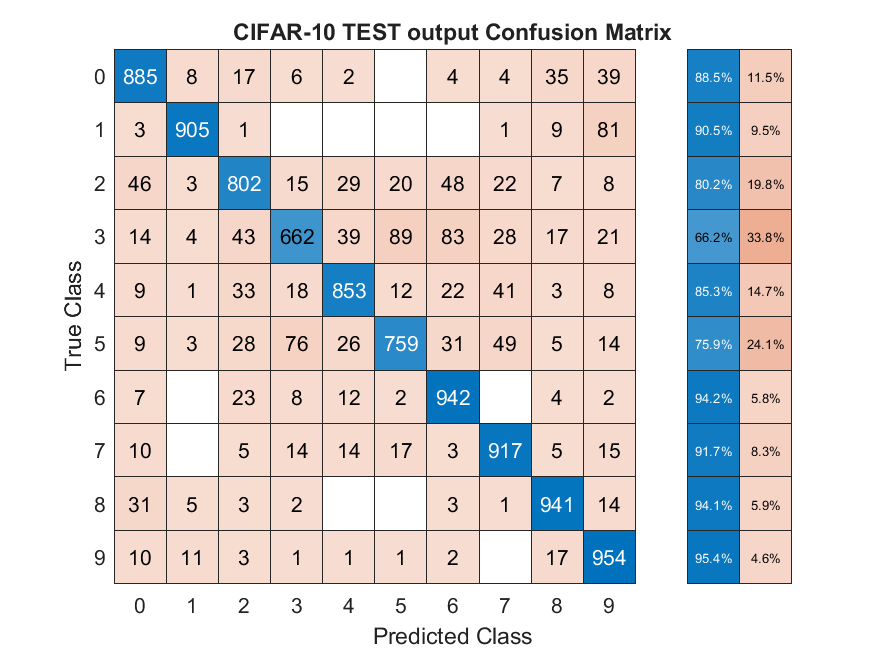 CIFAR-10 TEST output Confusion Matrix
0 885 8 17 6 2 4 4 35 39 88.5% 11.5%
1 3 905 1 1 9 81 90.5% 9.5%
2 46 3 802 15 29 20 48 22 7 8 80.2% 19.8%
3 14 4 43 662 39 89 83 28 17 21 66.2% 33.8%
4 9 1 33 18 853 12 22 41 3 8 85.3% 14.7%
5 9 3 28 76 26 759 31 49 5 14 75.9% 24.1%
6 7 23 8 12 2 942 4 2 94.2% 5.8%
7 10 5 14 14 17 3 917 5 15 91.7% 8.3%
8 31 5 3 2 3 1 941 14 94.1% 5.9%
9 10 11 3 1 1 1 2 17 954 95.4% 4.6%
0 1 2 3 4 5 6 7 8 9
Predicted Class
True Class